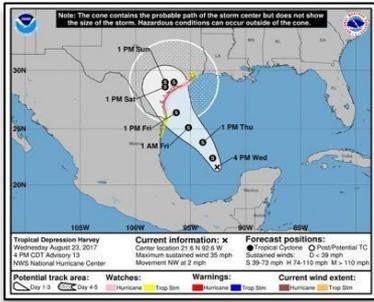 Note: The cone contains the probable path of the storm center but does not show
the size of the storm. Hazardous conditions can occur outside of the cone.
1 PM Sun
30N
1 PM Sat
1 PM Fri
1 PM Thu
25N
1 AM Fri
4 PM Wed
Mexico
20N
105W 100W 95W 90W 85W
Tropical Depression Harvey
Wednesday August 23, 2017
4 PM CDT Advisory 13
NWS National Hurricane Center
Current information: x
Center location 21.6 N 92.6 W
Maximum sustained wind 35 mph
Movement NW at 2 mph
Forecast positions:
Tropical Cyclone Post/Potential TC
Sustained winds: D < 39 mph
S 39-73 mph H 74-110 mph M > 110 mph
Potential track area:
Day 1-3 Day 4-5
Watches:
Hurricane Trop Stm
Warnings:
Hurricane Trop Stm
Current wind extent:
Hurricane Trop Stm